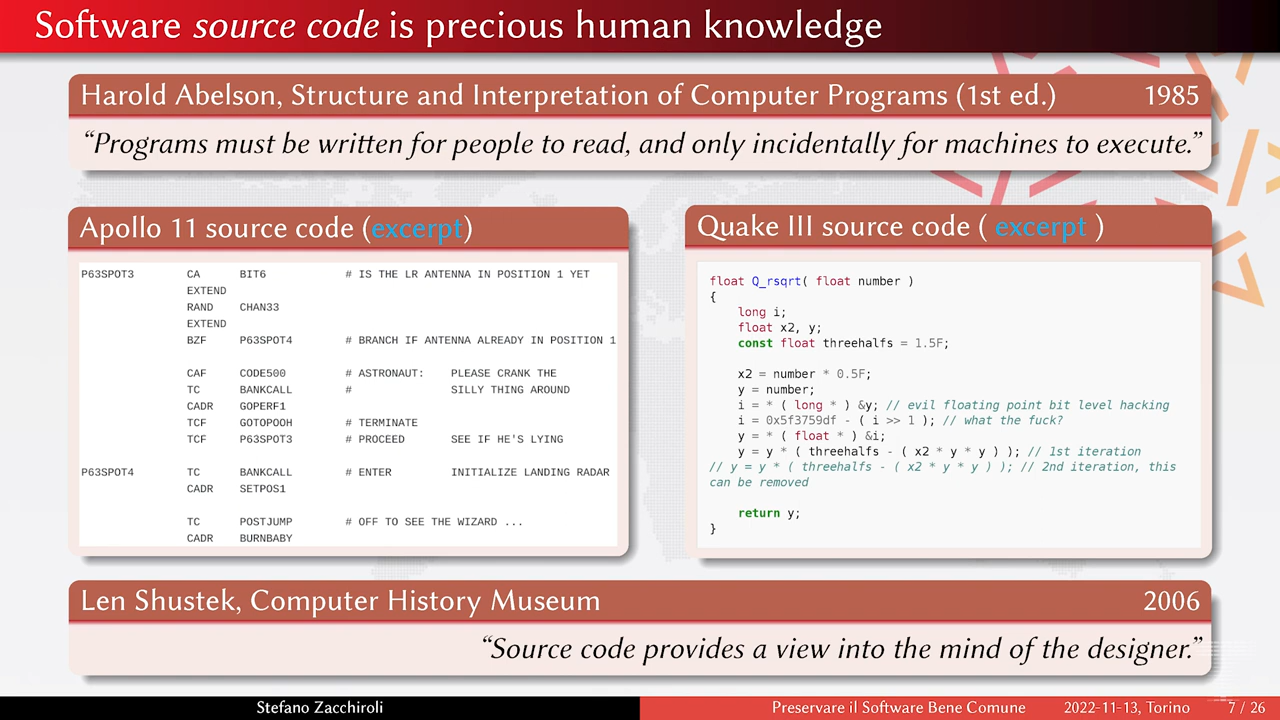 Software source code is precious human knowledge
Harold Abelson, Structure and Interpretation of Computer Programs (1st ed.) 1985
“Programs must be written for people to read, and only incidentally for machines to execute.”
Apollo 11 source code (excerpt)
P63SPOT3 CA BIT6 # IS THE LR ANTENNA IN POSITION 1 YET
EXTEND
RAND CHAN33
EXTEND
BZF P63SPOT4 # BRANCH IF ANTENNA ALREADY IN POSITION 1
CAF CODE500 # ASTRONAUT: PLEASE CRANK THE
TC BANKCALL # SILLY THING AROUND
CADR GOPERF1
TCF GOTOPOOH # TERMINATE
TCF P63SPOT3 # PROCEED SEE IF HE'S LYING
P63SPOT4 TC BANKCALL # ENTER INITIALIZE LANDING RADAR
CADR SETPOS1
TC POSTJUMP # OFF TO SEE THE WIZARD ...
CADR BURNBABY
Quake III source code ( excerpt )
float Q_rsqrt( float number )
{
long i;
float x2, y;
const float threehalfs = 1.5F;
x2 = number * 0.5F;
y = number;
i = * ( long * ) &y; // evil floating point bit level hacking
i = 0x5f3759df - ( i >> 1 ); // what the fuck?
y = * ( float * ) &i;
y = y * ( threehalfs - ( x2 * y * y ) ); // 1st iteration
// y = y * ( threehalfs - ( x2 * y * y ) ); // 2nd iteration, this
can be removed
return y;
}
Len Shustek, Computer History Museum 2006
“Source code provides a view into the mind of the designer.”
Stefano Zacchiroli Preservare il Software Bene Comune 2022-11-13, Torino 7 / 26